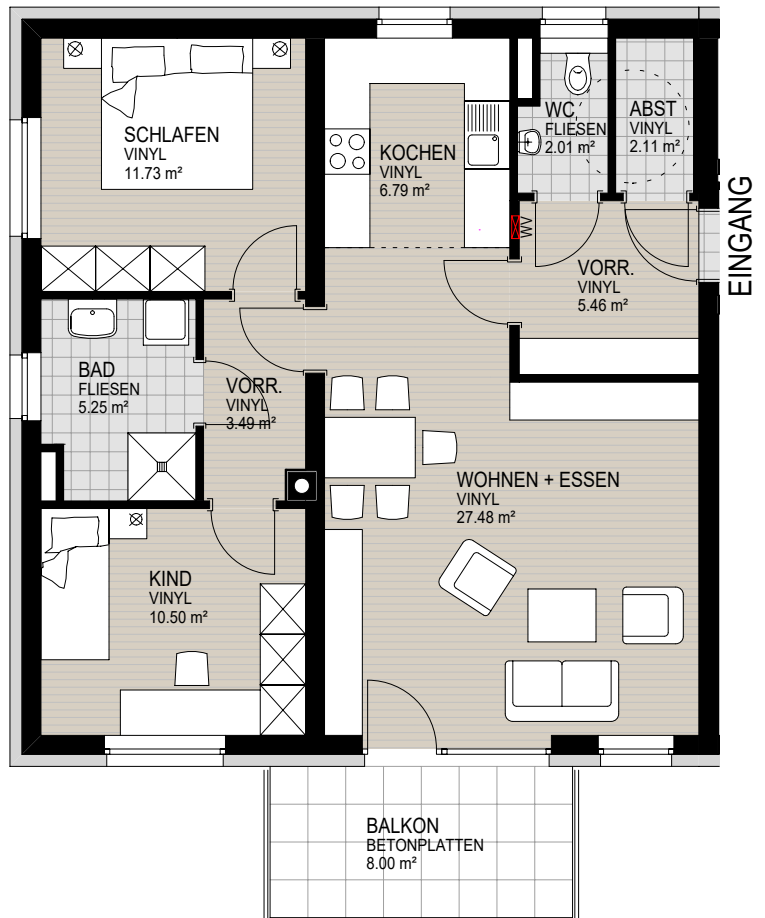 SCHLAFEN
VINYL
11.73 m²
KOCHEN
VINYL
6.79 m²
WC
FLIESEN
2.01 m²
ABST
VINYL
2.11 m²
EINGANG
VORR.
VINYL
5.46 m²
BAD
FLIESEN
5.25 m²
VORR.
VINYL
3.49 m²
WOHNEN + ESSEN
VINYL
27.48 m²
KIND
VINYL
10.50 m²
BALKON
BETONPLATTEN
8.00 m²